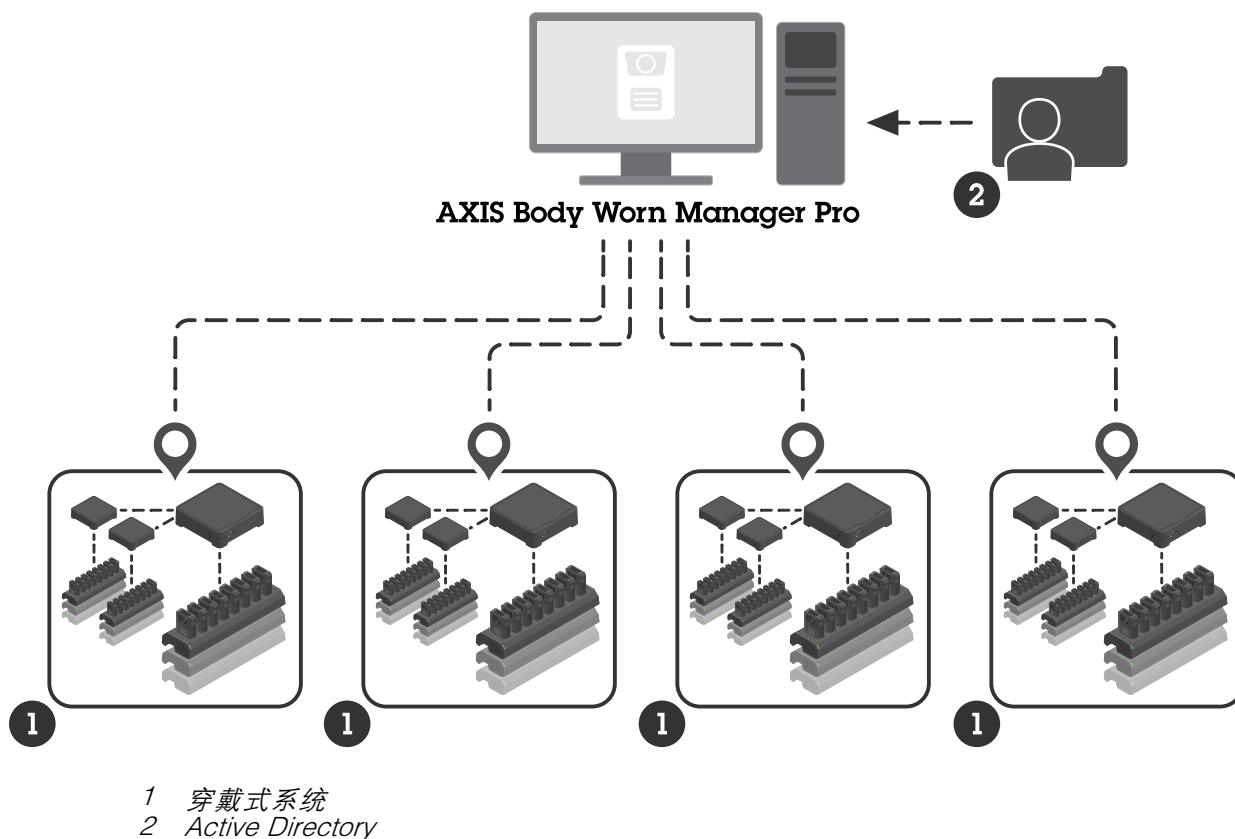 2
AXIS Body Worn Manager Pro
1 1 1 1
1 穿戴式系统
2 Active Directory